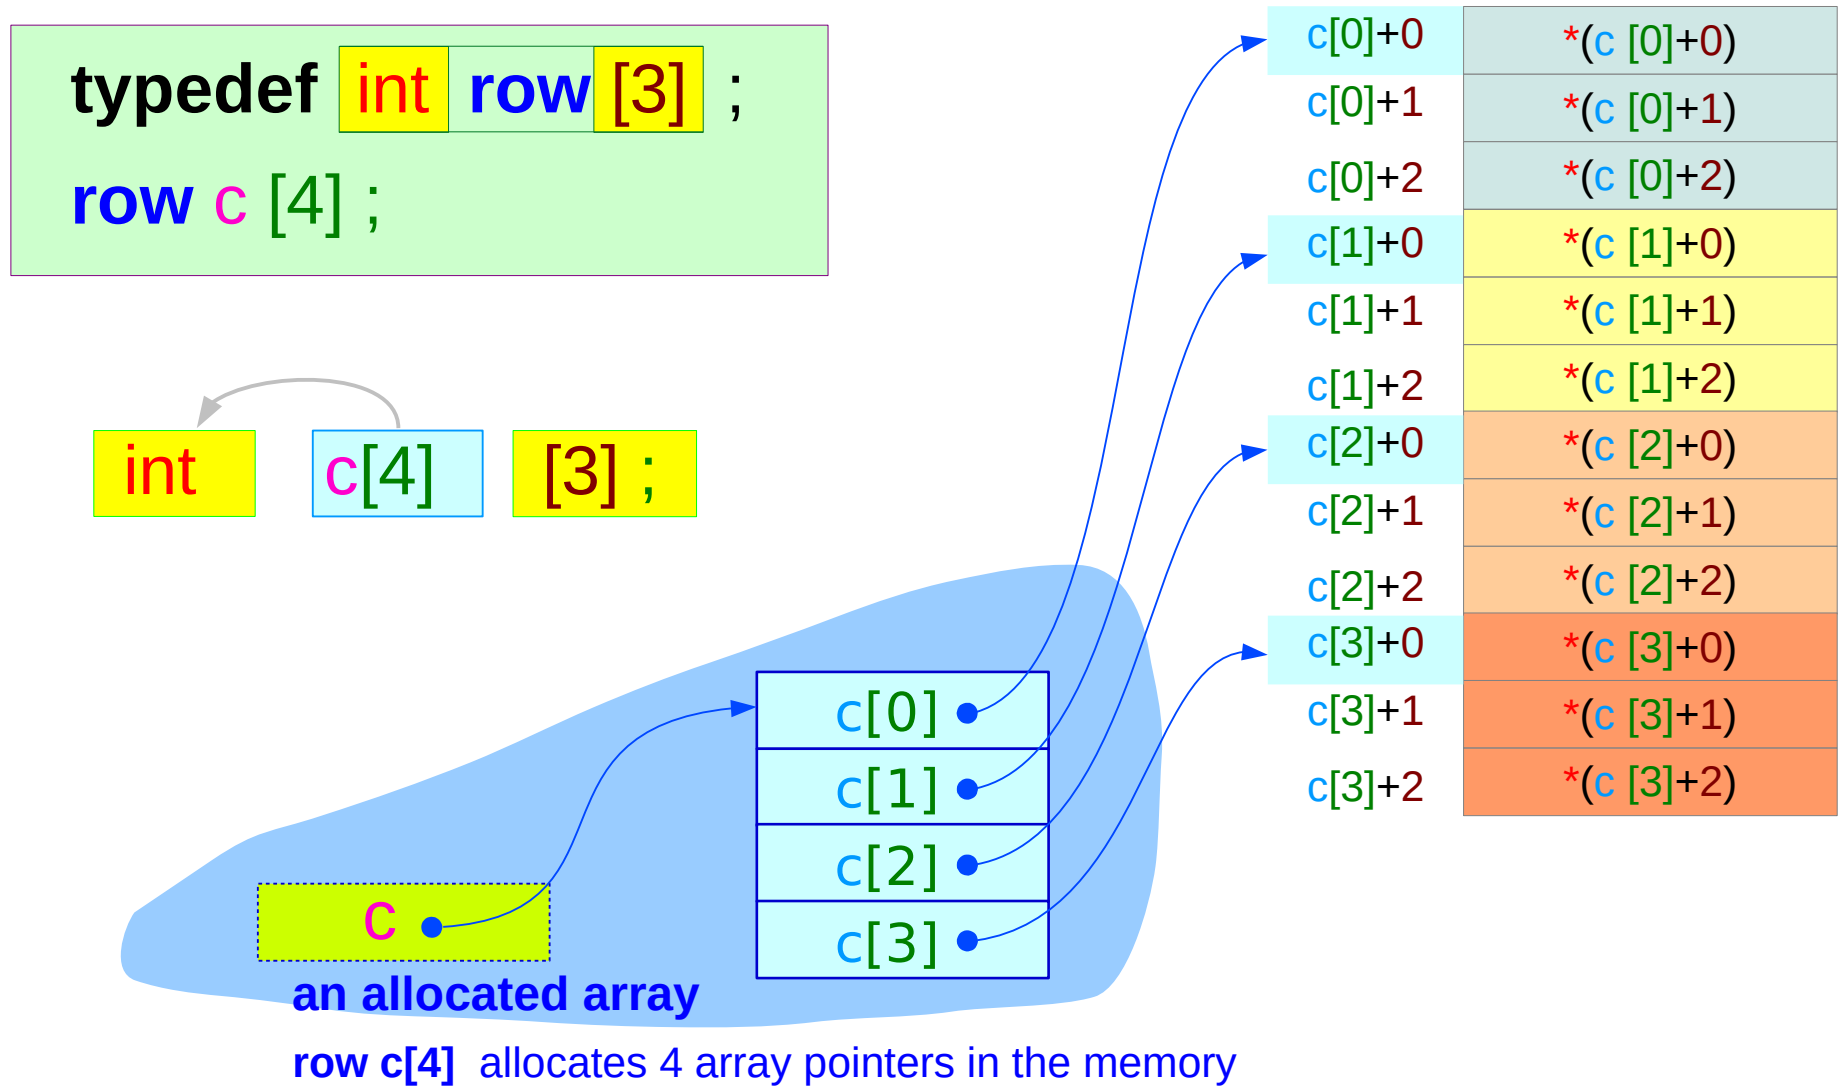 typedef int row [3] ;
row c [4] ;
int c[4] [3] ;
c
an allocated array
row c[4] allocates 4 array pointers in the memory
c[0]
c[1]
c[2]
c[3]
c[0]+0 *(c [0]+0)
c[0]+1 *(c [0]+1)
c[0]+2 *(c [0]+2)
c[1]+0 *(c [1]+0)
c[1]+1 *(c [1]+1)
c[1]+2 *(c [1]+2)
c[2]+0 *(c [2]+0)
c[2]+1 *(c [2]+1)
c[2]+2 *(c [2]+2)
c[3]+0 *(c [3]+0)
c[3]+1 *(c [3]+1)
c[3]+2 *(c [3]+2)